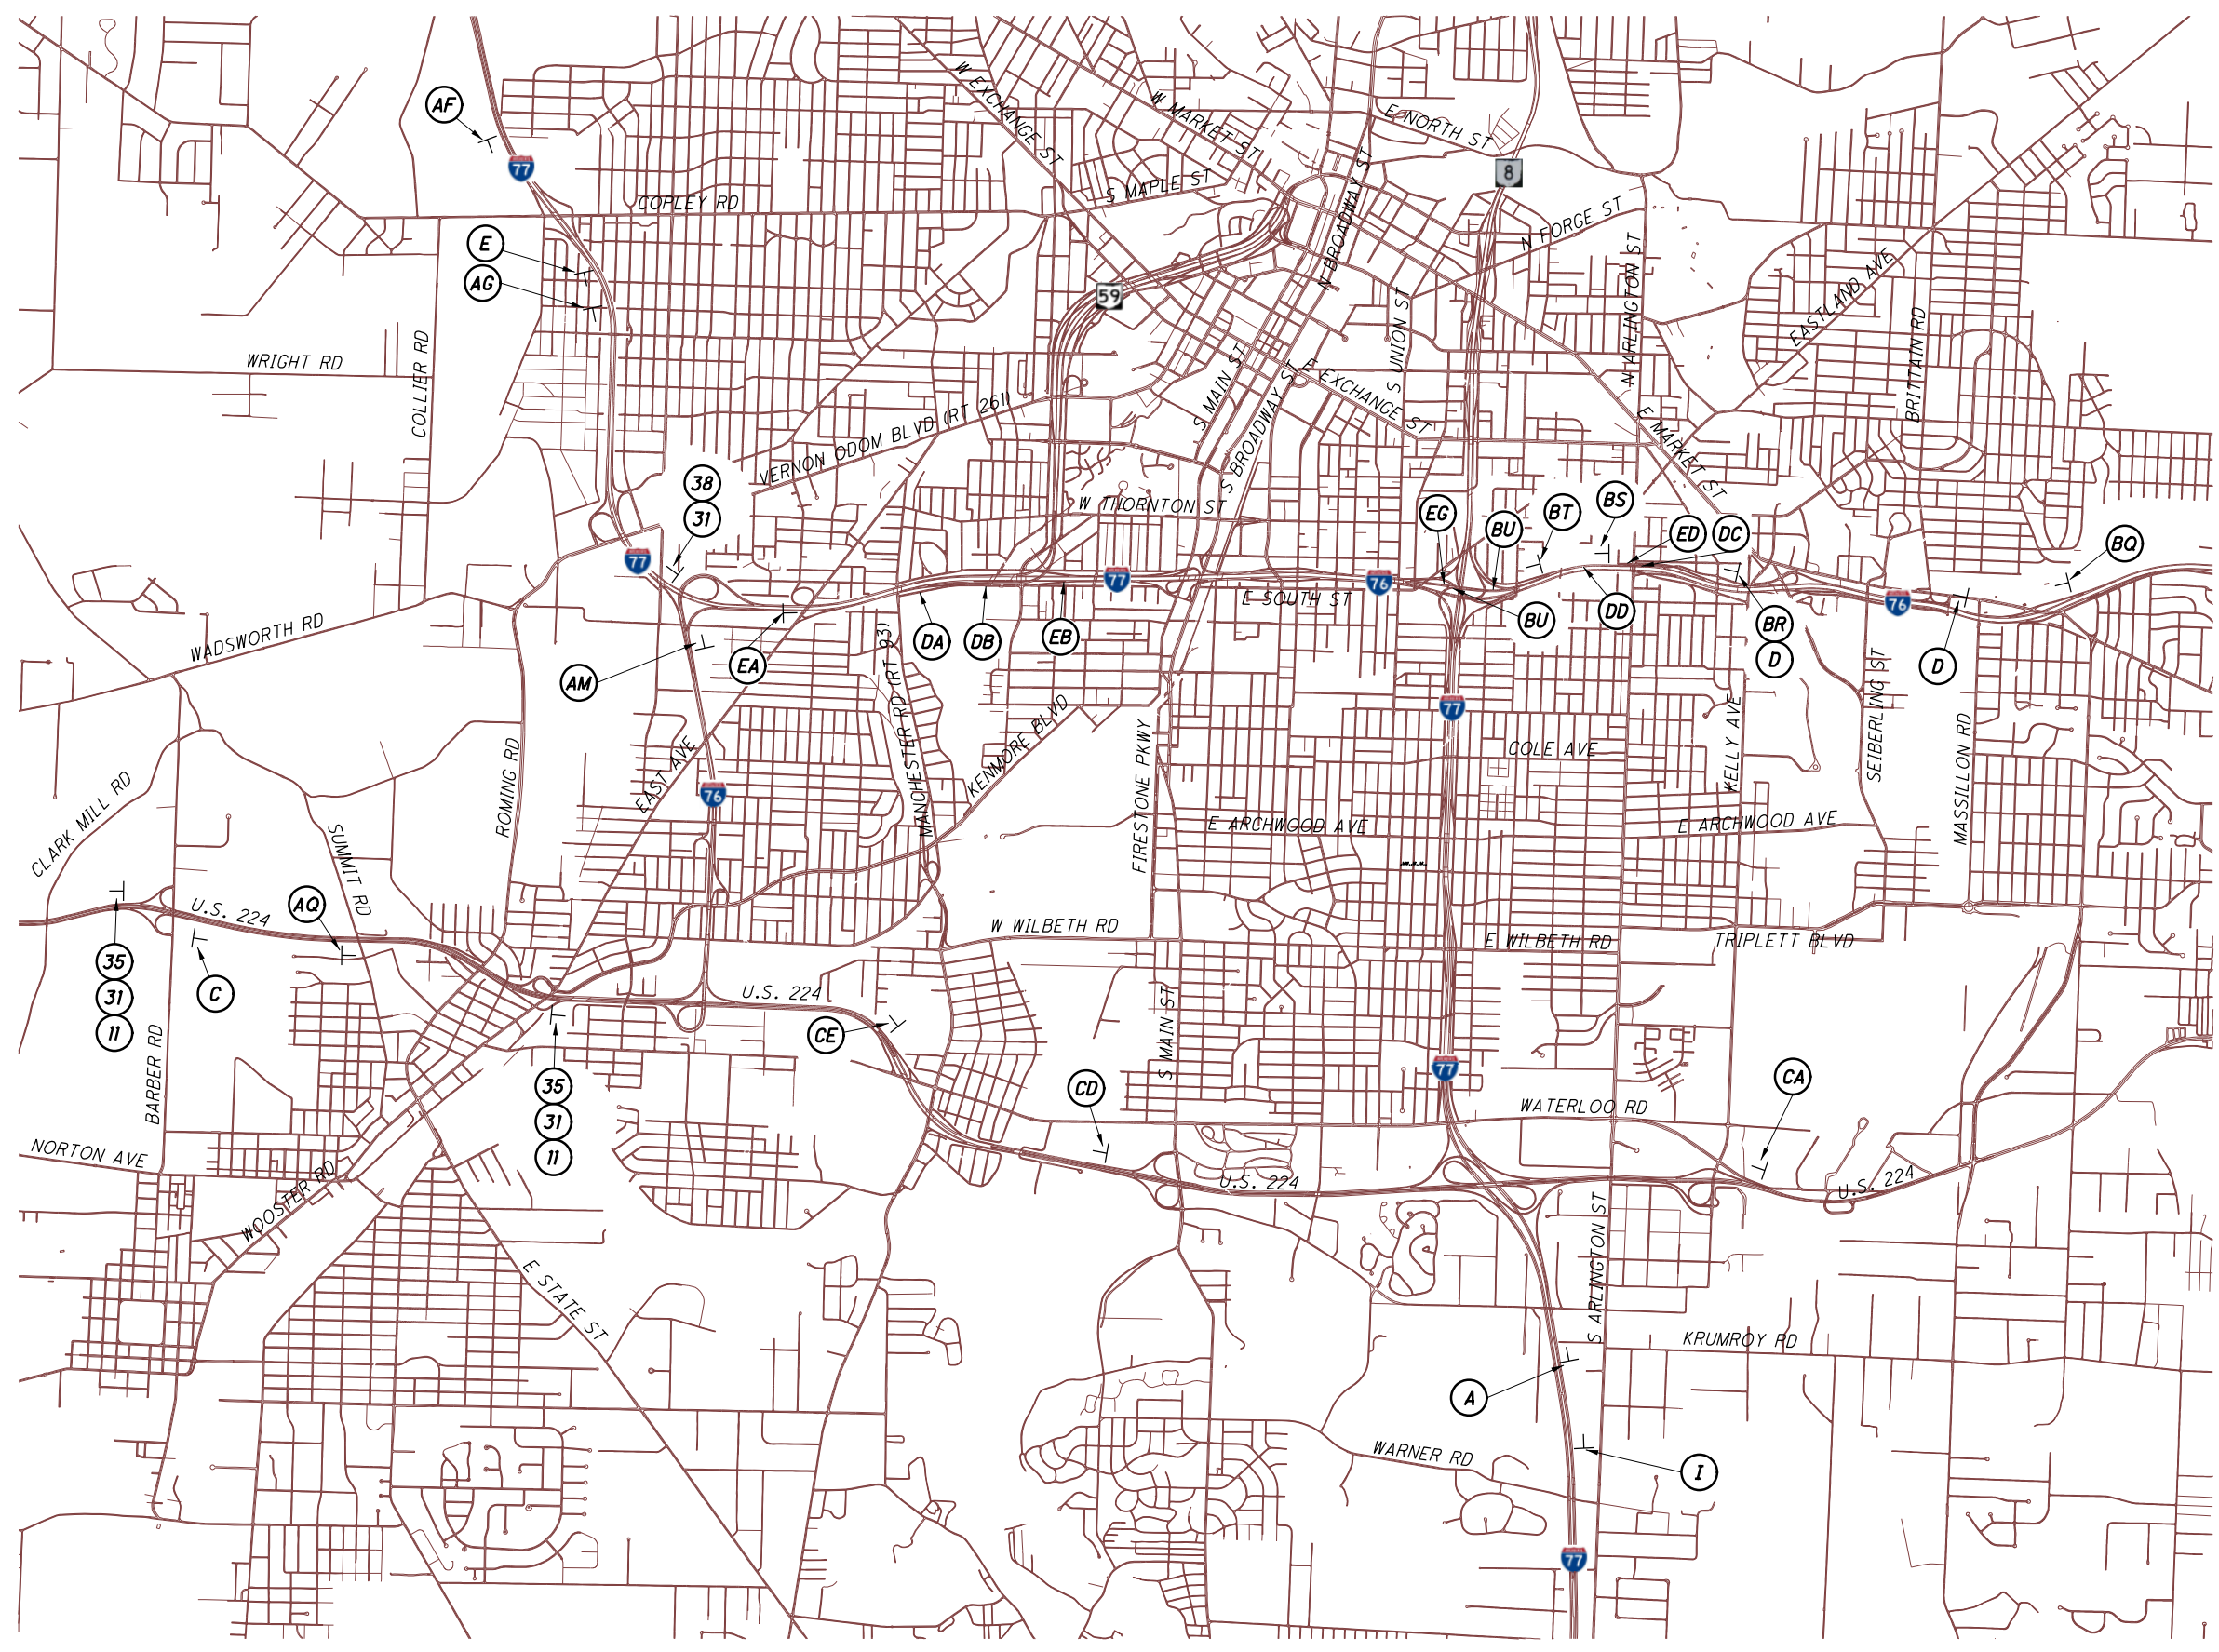 W EXCHANGE ST
W MARKET ST
E NORTH ST
AF
77
8
S MAPLE ST
COPLEY RD
N BROADWAY ST
N FORGE ST
E
AG
59
N ARLINGTON ST
EASTLAND AVE
S UNION ST
BRITTAIN RD
WRIGHT RD
COLLIER RD
S MAIN ST
E EXCHANGE ST
VERNON ODOM BLVD (RT 261)
S BROADWAY ST
E MARKET ST
38
31
W THORNTON ST
EG
BU
BT
BS
ED
DC
BQ
77
77
76
E SOUTH ST
76
WADSWORTH RD
DA
DB
EB
BU
DD
BR
D
D
EA
AM
MANCHESTER RD (RT 93)
KENMORE BLVD
77
SEIBERLING ST
MASSILLON RD
KELLY AVE
COLE AVE
ROMING RD
EAST AVE
76
FIRESTONE PKWY
CLARK MILL RD
SUMMIT RD
E ARCHWOOD AVE
E ARCHWOOD AVE
AQ
U.S. 224
W WILBETH RD
E WILBETH RD
TRIPLETT BLVD
35
31
11
C
U.S. 224
CE
S MAIN ST
BARBER RD
35
31
11
CD
77
CA
WATERLOO RD
NORTON AVE
WOOSTER RD
U.S. 224
U.S. 224
E STATE ST
S ARLINGTON ST
KRUMROY RD
A
WARNER RD
I
77